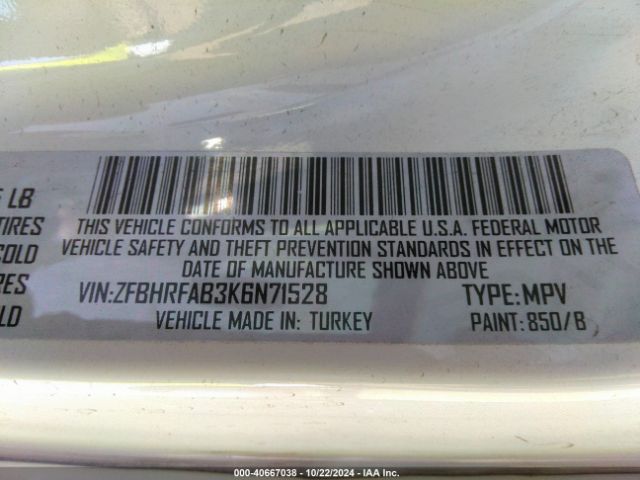 LB
THIS VEHICLE CONFORMS TO ALL APPLICABLE U.S.A. FEDERAL MOTOR
TIRES
VEHICLE SAFETY AND THEFT PREVENTION STANDARDS IN EFFECT ON THE
COLD
DATE OF MANUFACTURE SHOWN ABOVE
IRES
VIN:ZFBHRFAB3K6N71528 TYPE:MPV
LD
VEHICLE MADE IN: TURKEY PAINT:850/B
000-40667038 - 10/22/2024 - IAA Inc.